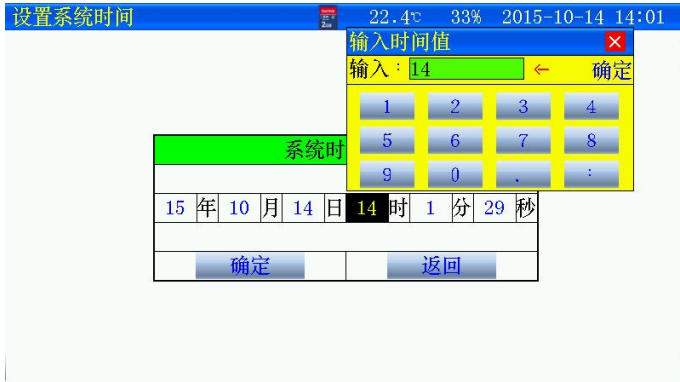 设置系统时间 22.4℃ 33% 2015-10-14 14:01
输入时间值 ×
输入：14 ← 确定
1 2 3 4
5 6 7 8
9 0 . :
系统时
15 年 10 月 14 日 14 时 1 分 29 秒
确定 返回